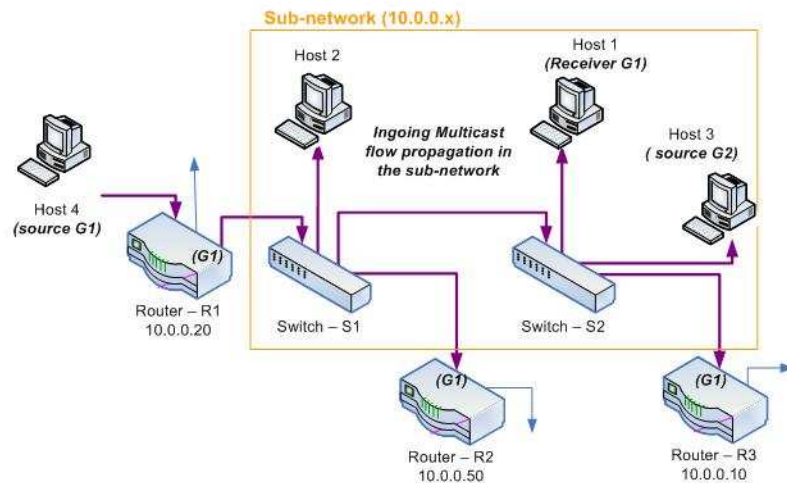 Sub-network (10.0.0.x)
Host 2
Host 1
(Receiver G1)
Ingoing Multicast
flow propagation in
the sub-network
Host 3
( source G2)
Host 4
(source G1)
(G1)
Router – R1
10.0.0.20
Switch – S1
Switch – S2
(G1)
Router – R2
10.0.0.50
(G1)
Router – R3
10.0.0.10